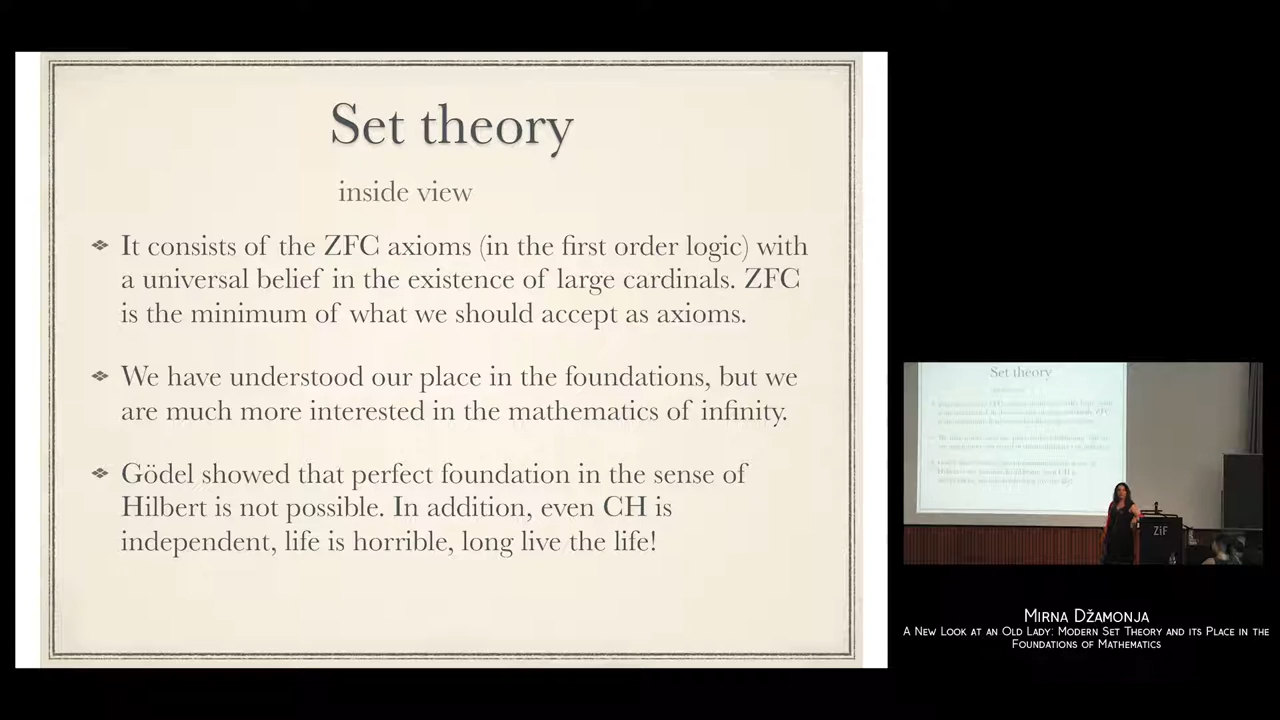 Set theory
inside view
❖ It consists of the ZFC axioms (in the first order logic) with
a universal belief in the existence of large cardinals. ZFC
is the minimum of what we should accept as axioms.
❖ We have understood our place in the foundations, but we
are much more interested in the mathematics of infinity.
❖ Gödel showed that perfect foundation in the sense of
Hilbert is not possible. In addition, even CH is
independent, life is horrible, long live the life!
Set theory
ZiF
Mirna Džamonja
A New Look at an Old Lady: Modern Set Theory and its Place in the
Foundations of Mathematics